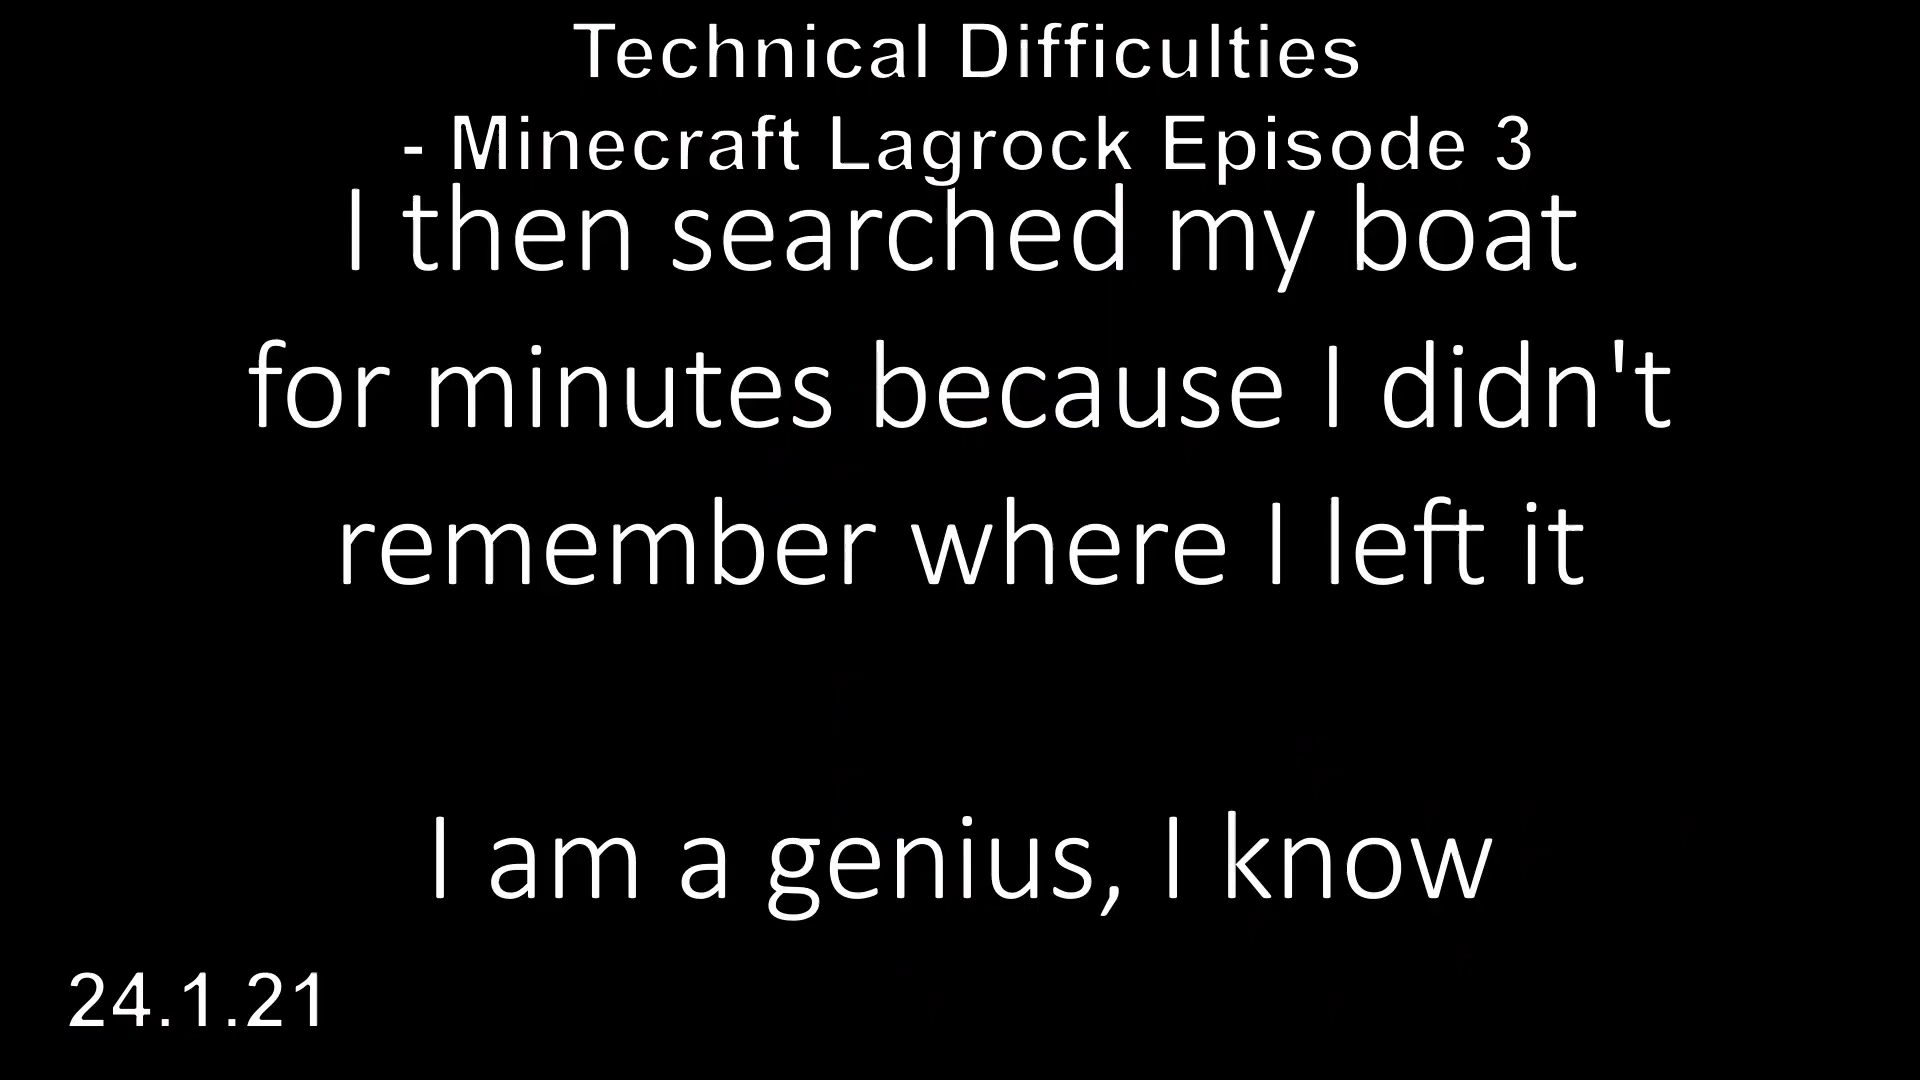 Technical Difficulties
- Minecraft Lagrock Episode 3
I then searched my boat
for minutes because I didn't
remember where I left it
I am a genius, I know
24.1.21